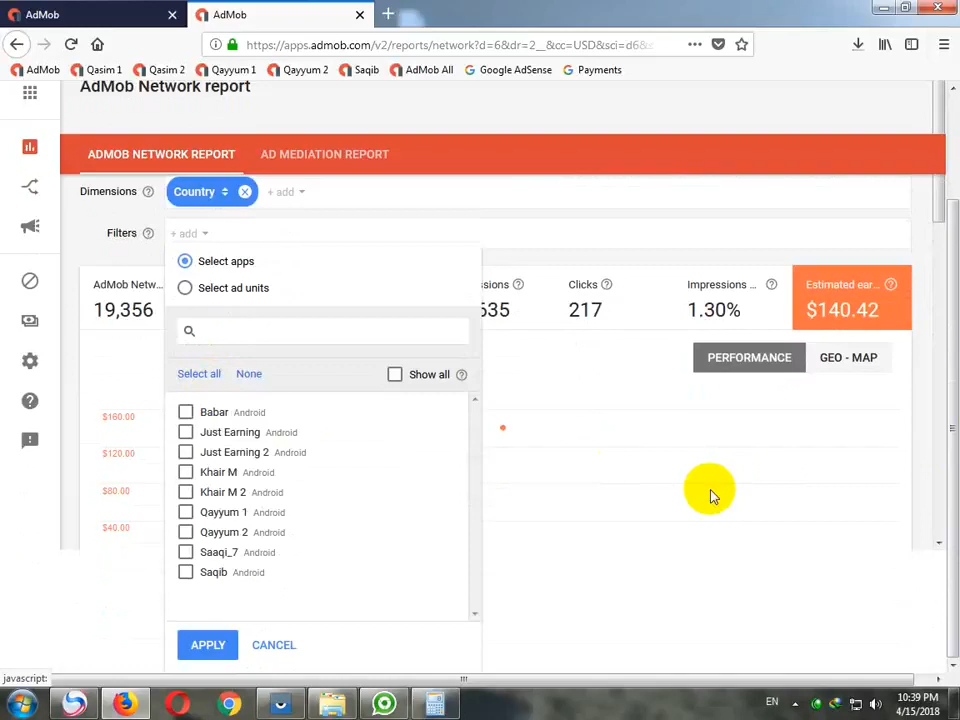 AdMob
AdMob
https://apps.admob.com/v2/reports/network?d=6&dr=2__&cc=USD&sci=d6&
AdMob Qasim 1 Qasim 2 Qayyum 1 Qayyum 2 Saqib AdMob All Google AdSense Payments
AdMob Network report
ADMOB NETWORK REPORT AD MEDIATION REPORT
Dimensions Country + add
Filters + add
Select apps
Select ad units
AdMob Netw... ssions Clicks Impressions ... Estimated ear...
19,356 635 217 1.30% $140.42
Select all None Show all
PERFORMANCE GEO - MAP
$160.00
$120.00
$80.00
$40.00
Babar Android
Just Earning Android
Just Earning 2 Android
Khair M Android
Khair M 2 Android
Qayyum 1 Android
Qayyum 2 Android
Saaqi_7 Android
Saqib Android
APPLY CANCEL
javascript:
EN 10:39 PM
4/15/2018